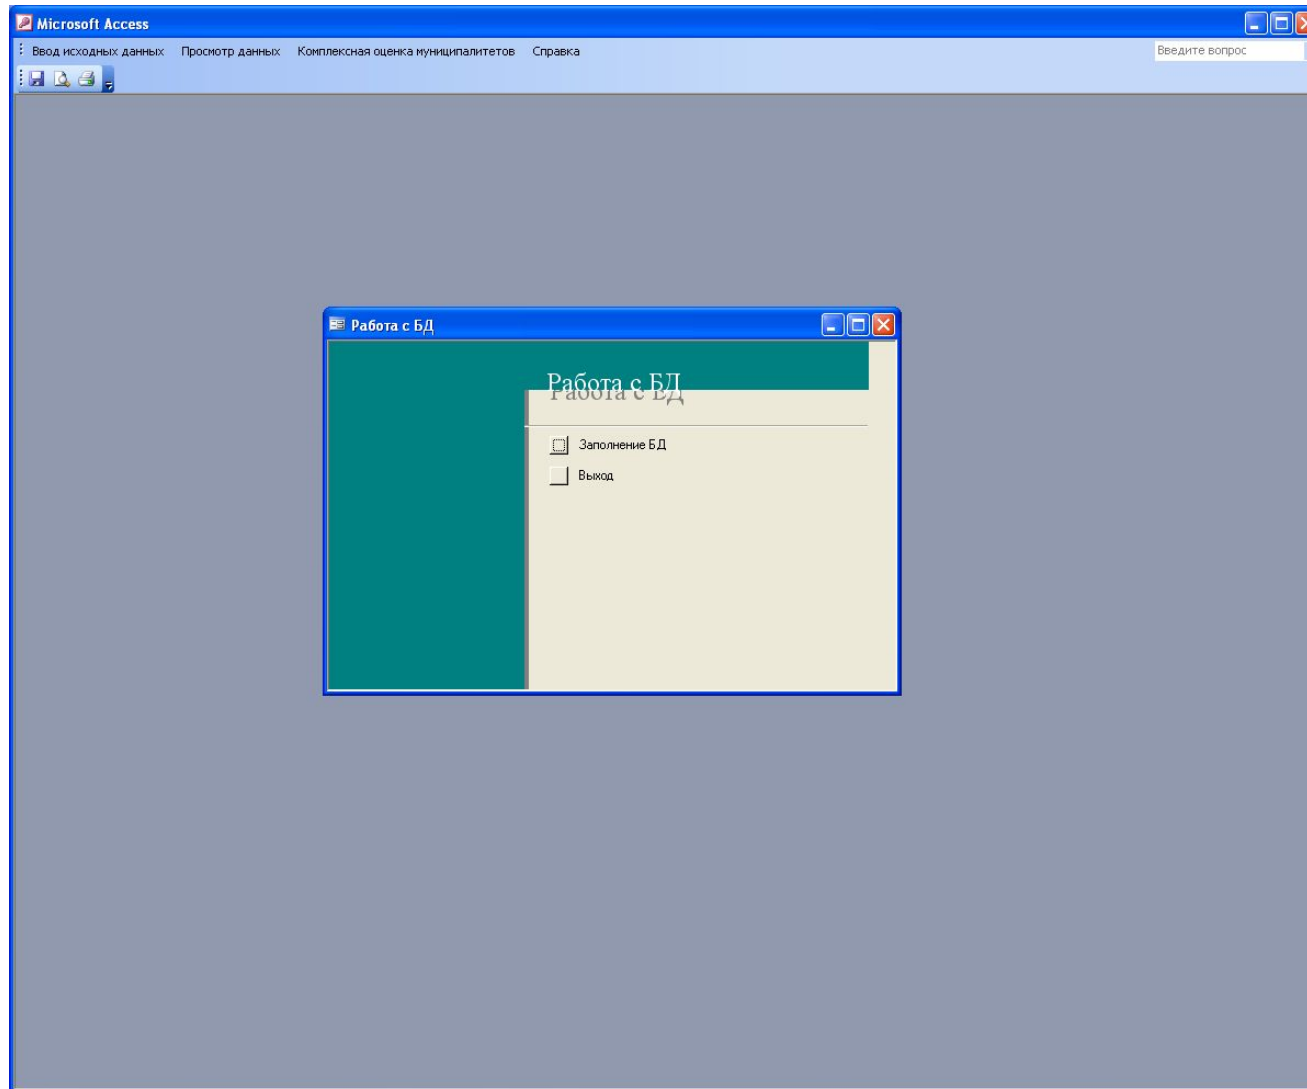 Microsoft Access
Ввод исходных данных Просмотр данных Комплексная оценка муниципалитетов Справка Введите вопрос
Работа с БД
Работа с БД
Заполнение БД
Выход